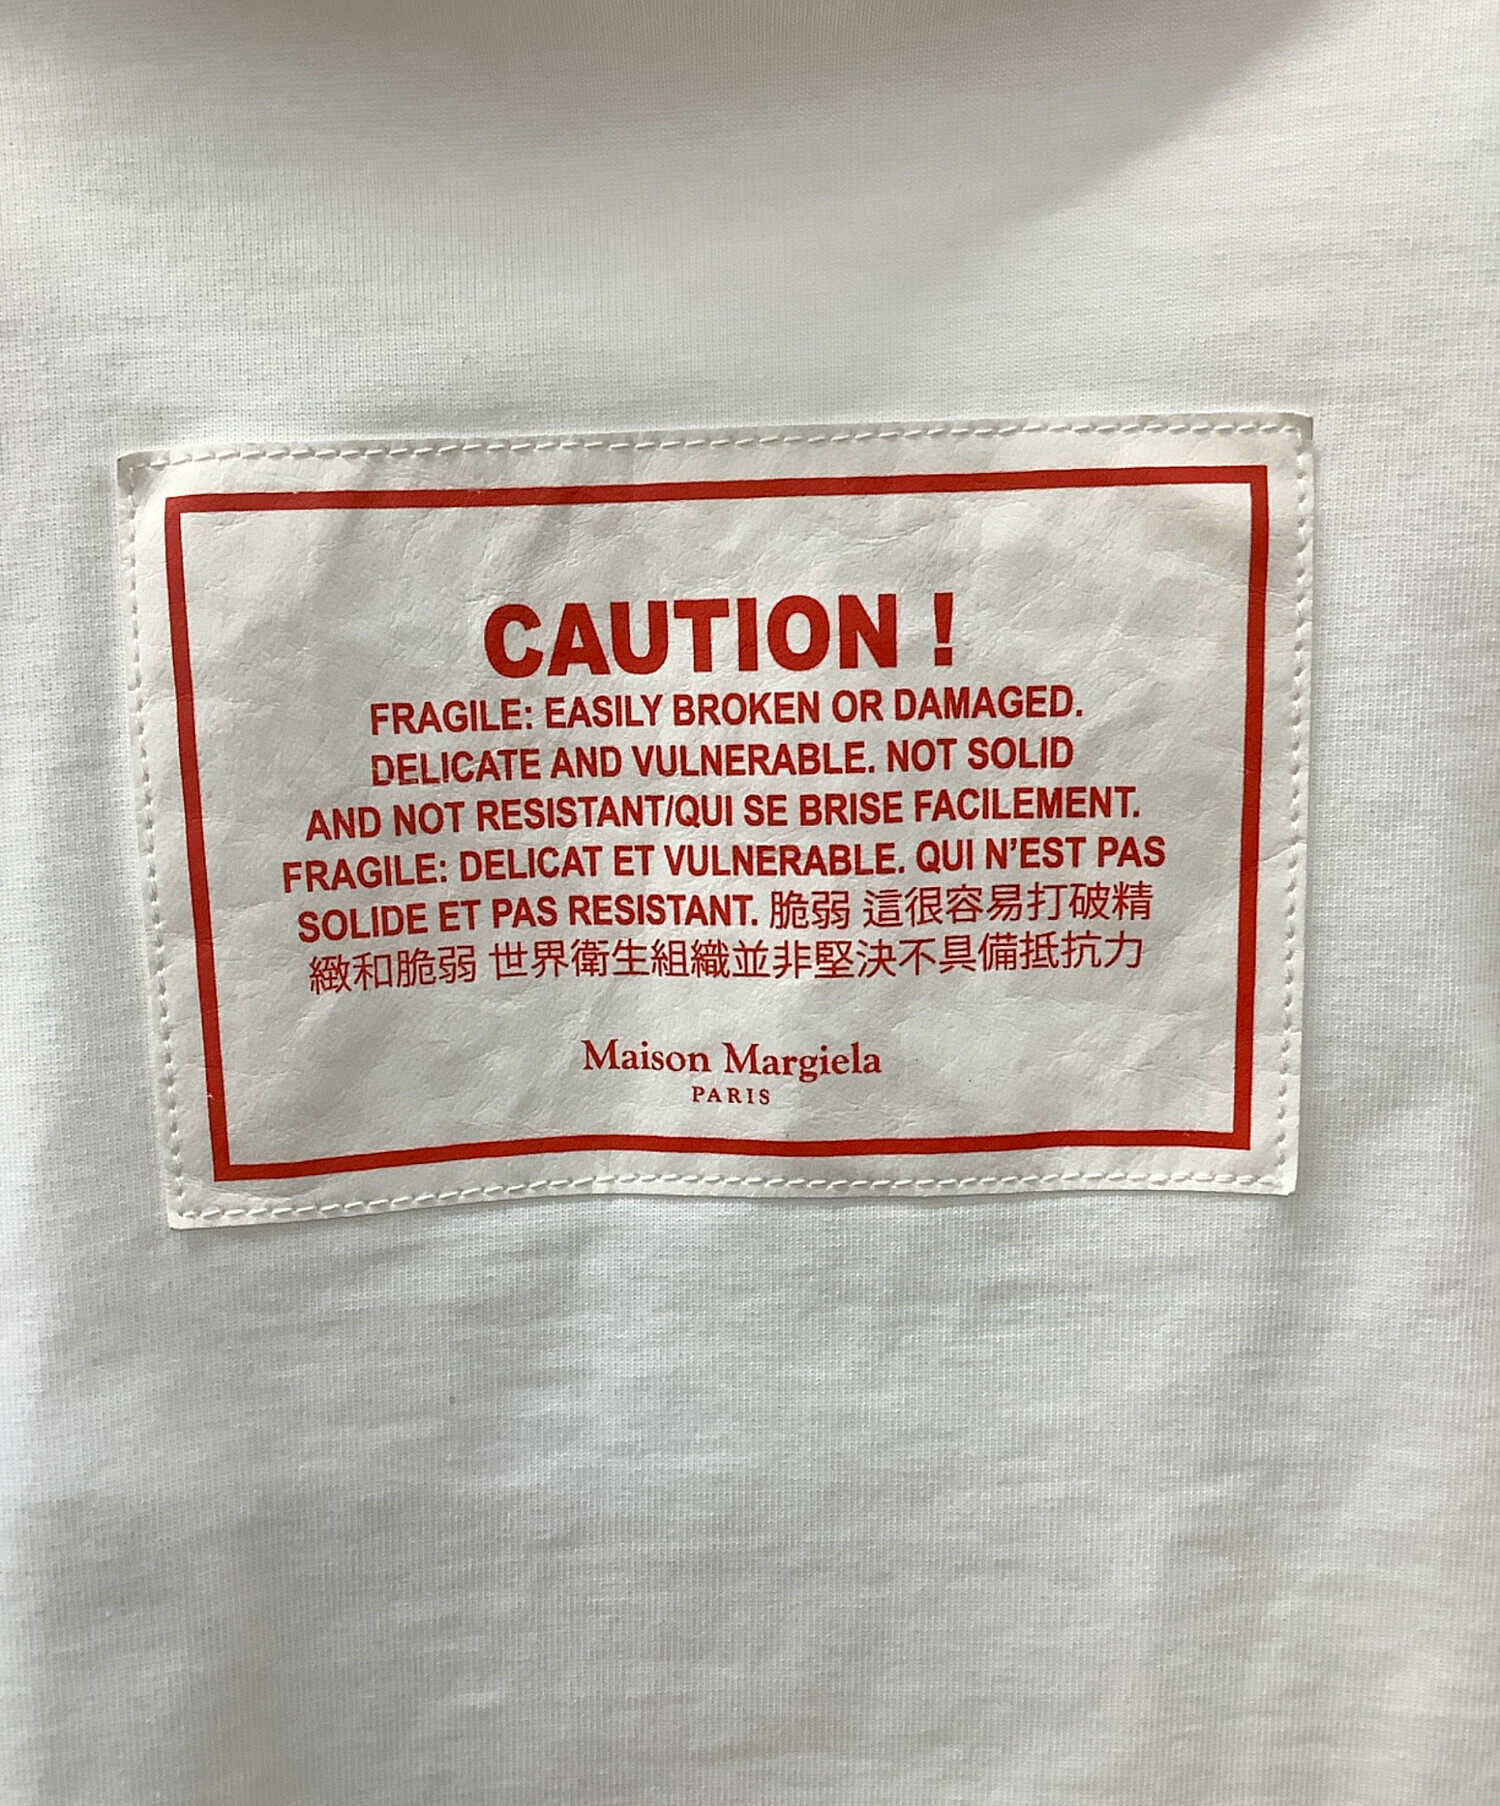 CAUTION !
FRAGILE: EASILY BROKEN OR DAMAGED.
DELICATE AND VULNERABLE. NOT SOLID
AND NOT RESISTANT/QUI SE BRISE FACILEMENT.
FRAGILE: DELICAT ET VULNERABLE. QUI N'EST PAS
SOLIDE ET PAS RESISTANT. 脆弱 這很容易打破精
緻和脆弱 世界衛生組織並非堅決不具備抵抗力
Maison Margiela
PARIS